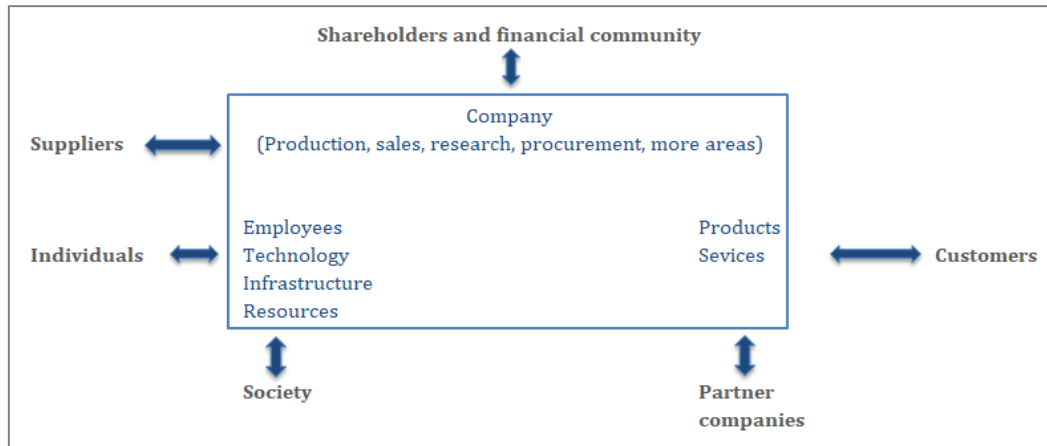 Shareholders and financial community
Company
(Production, sales, research, procurement, more areas)
Suppliers
Employees
Technology
Infrastructure
Resources
Products
Sevices
Individuals
Customers
Society
Partner
companies